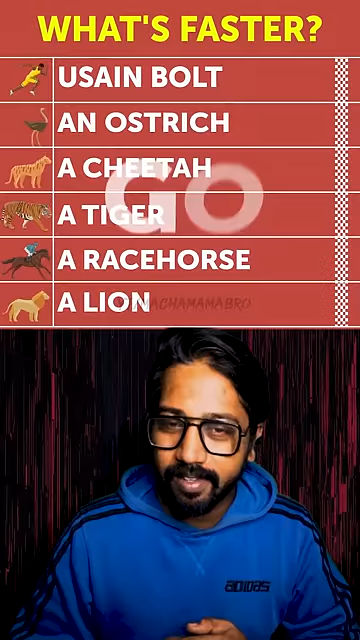 WHAT'S FASTER?
USAIN BOLT
AN OSTRICH
A CHEETAH
GO
A TIGER
A RACEHORSE
A LION
adidas